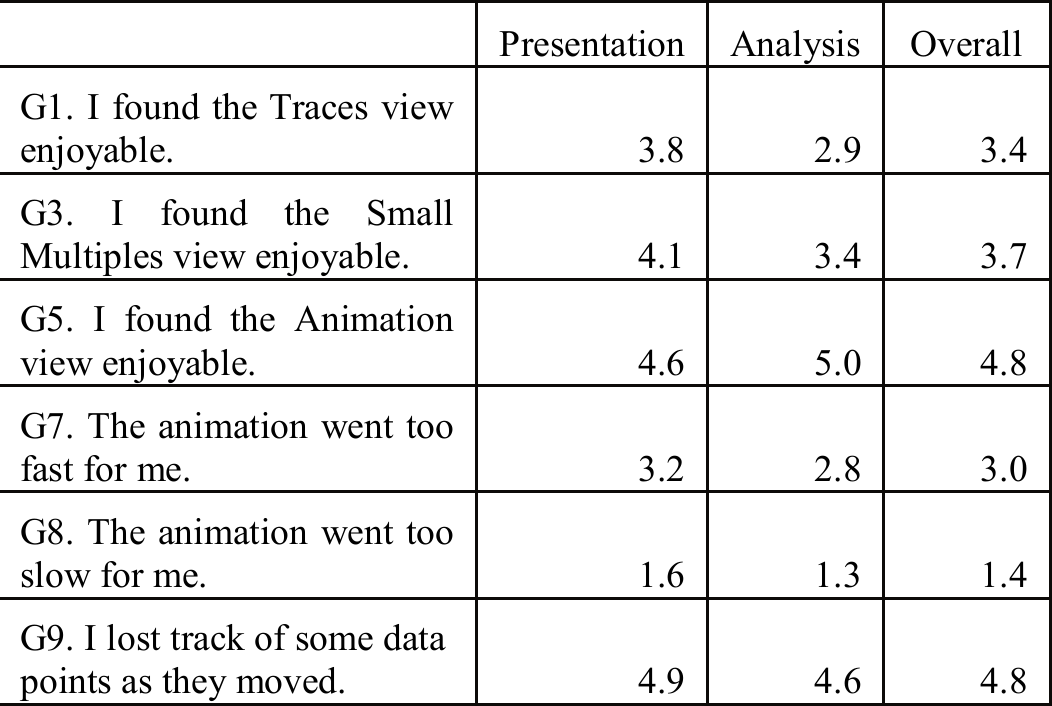 Presentation Analysis Overall
G1. I found the Traces view
enjoyable. 3.8 2.9 3.4
G3. I found the Small
Multiples view enjoyable. 4.1 3.4 3.7
G5. I found the Animation
view enjoyable. 4.6 5.0 4.8
G7. The animation went too
fast for me. 3.2 2.8 3.0
G8. The animation went too
slow for me. 1.6 1.3 1.4
G9. I lost track of some data
points as they moved. 4.9 4.6 4.8